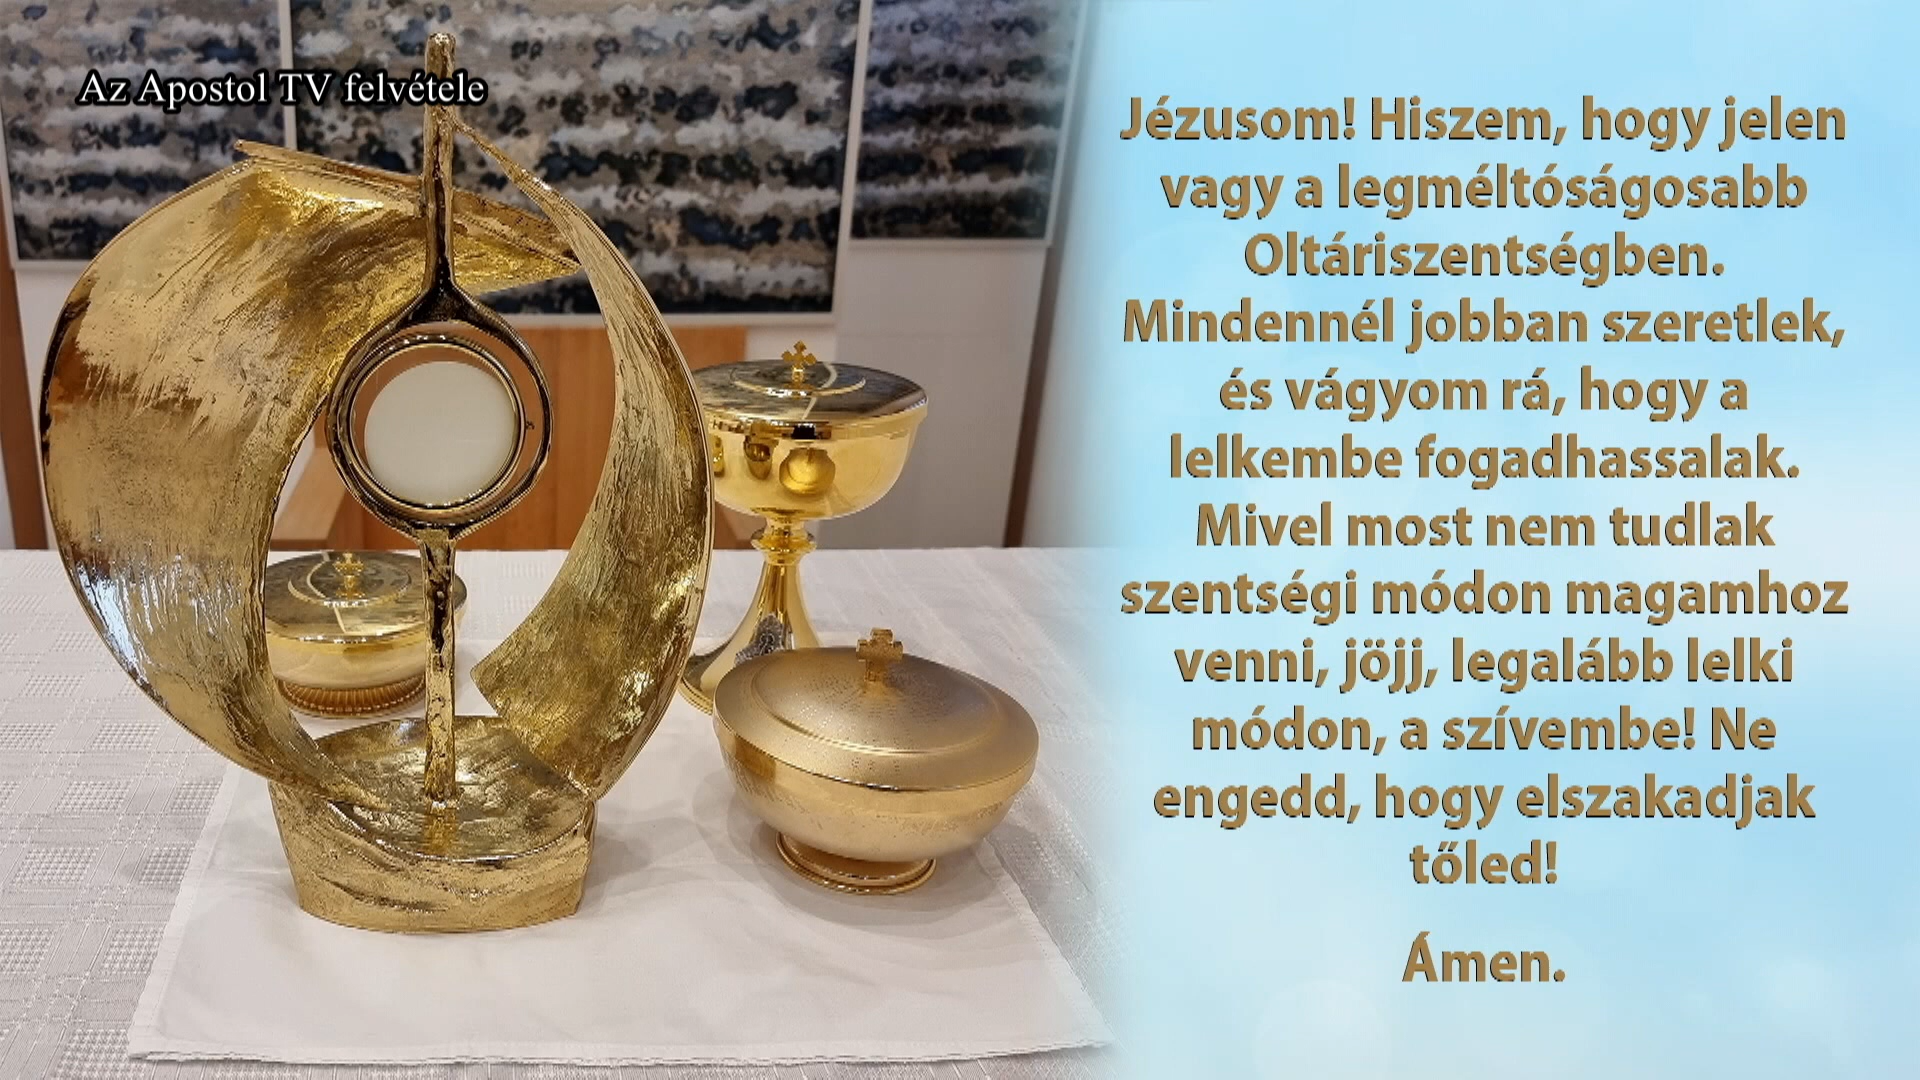 Az Apostol TV felvétele
Jézusom! Hiszem, hogy jelen
vagy a legméltóságosabb
Oltáriszentségben.
Mindennél jobban szeretlek,
és vágyom rá, hogy a
lelkembe fogadhassalak.
Mivel most nem tudlak
szentségi módon magamhoz
venni, jöjj, legalább lelki
módon, a szívembe! Ne
engedd, hogy elszakadjak
tőled!
Ámen.